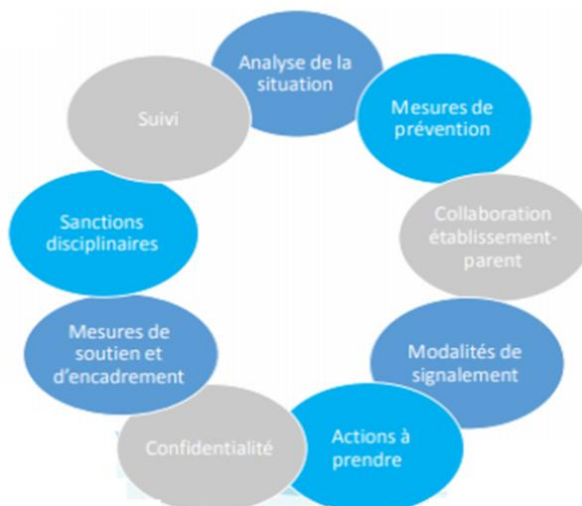 Analyse de la
situation
Mesures de
prévention
Collaboration
établissement-
parent
Modalités de
signalement
Actions à
prendre
Confidentialité
Mesures de
soutien et
d'encadrement
Sanctions
disciplinaires
Suivi